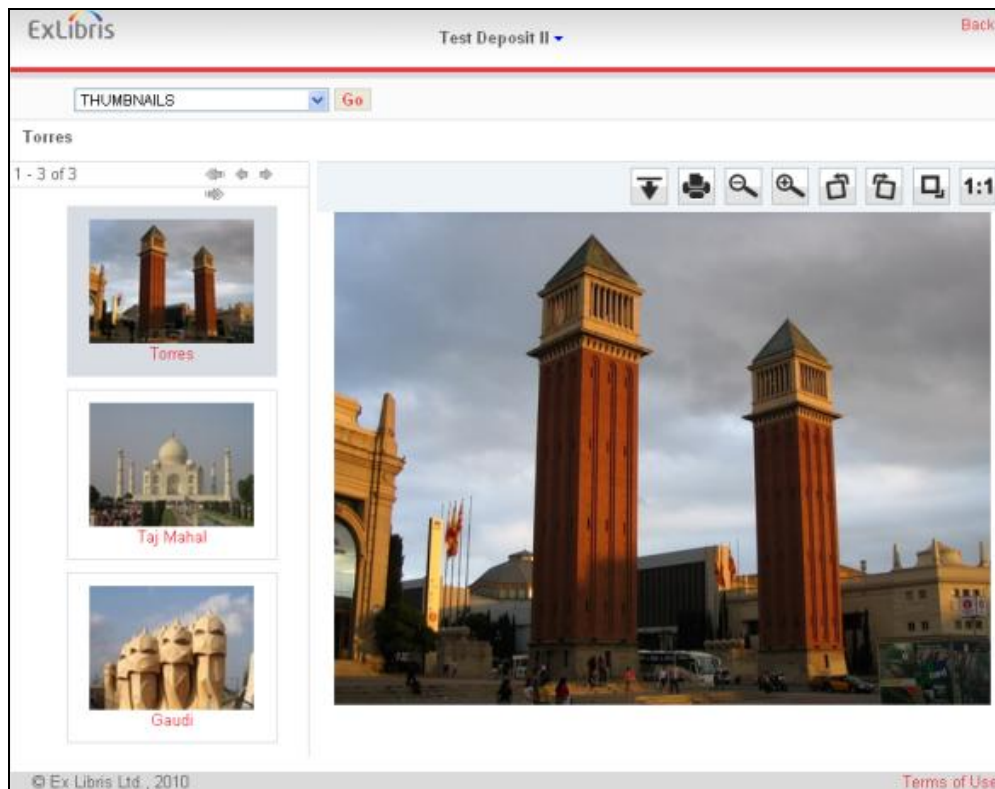 ExLibris
Test Deposit II
Back
THUMBNAILS
Go
Torres
1 - 3 of 3
1:1
Torres
Taj Mahal
Gaudi
© Ex Libris Ltd., 2010
Terms of Use